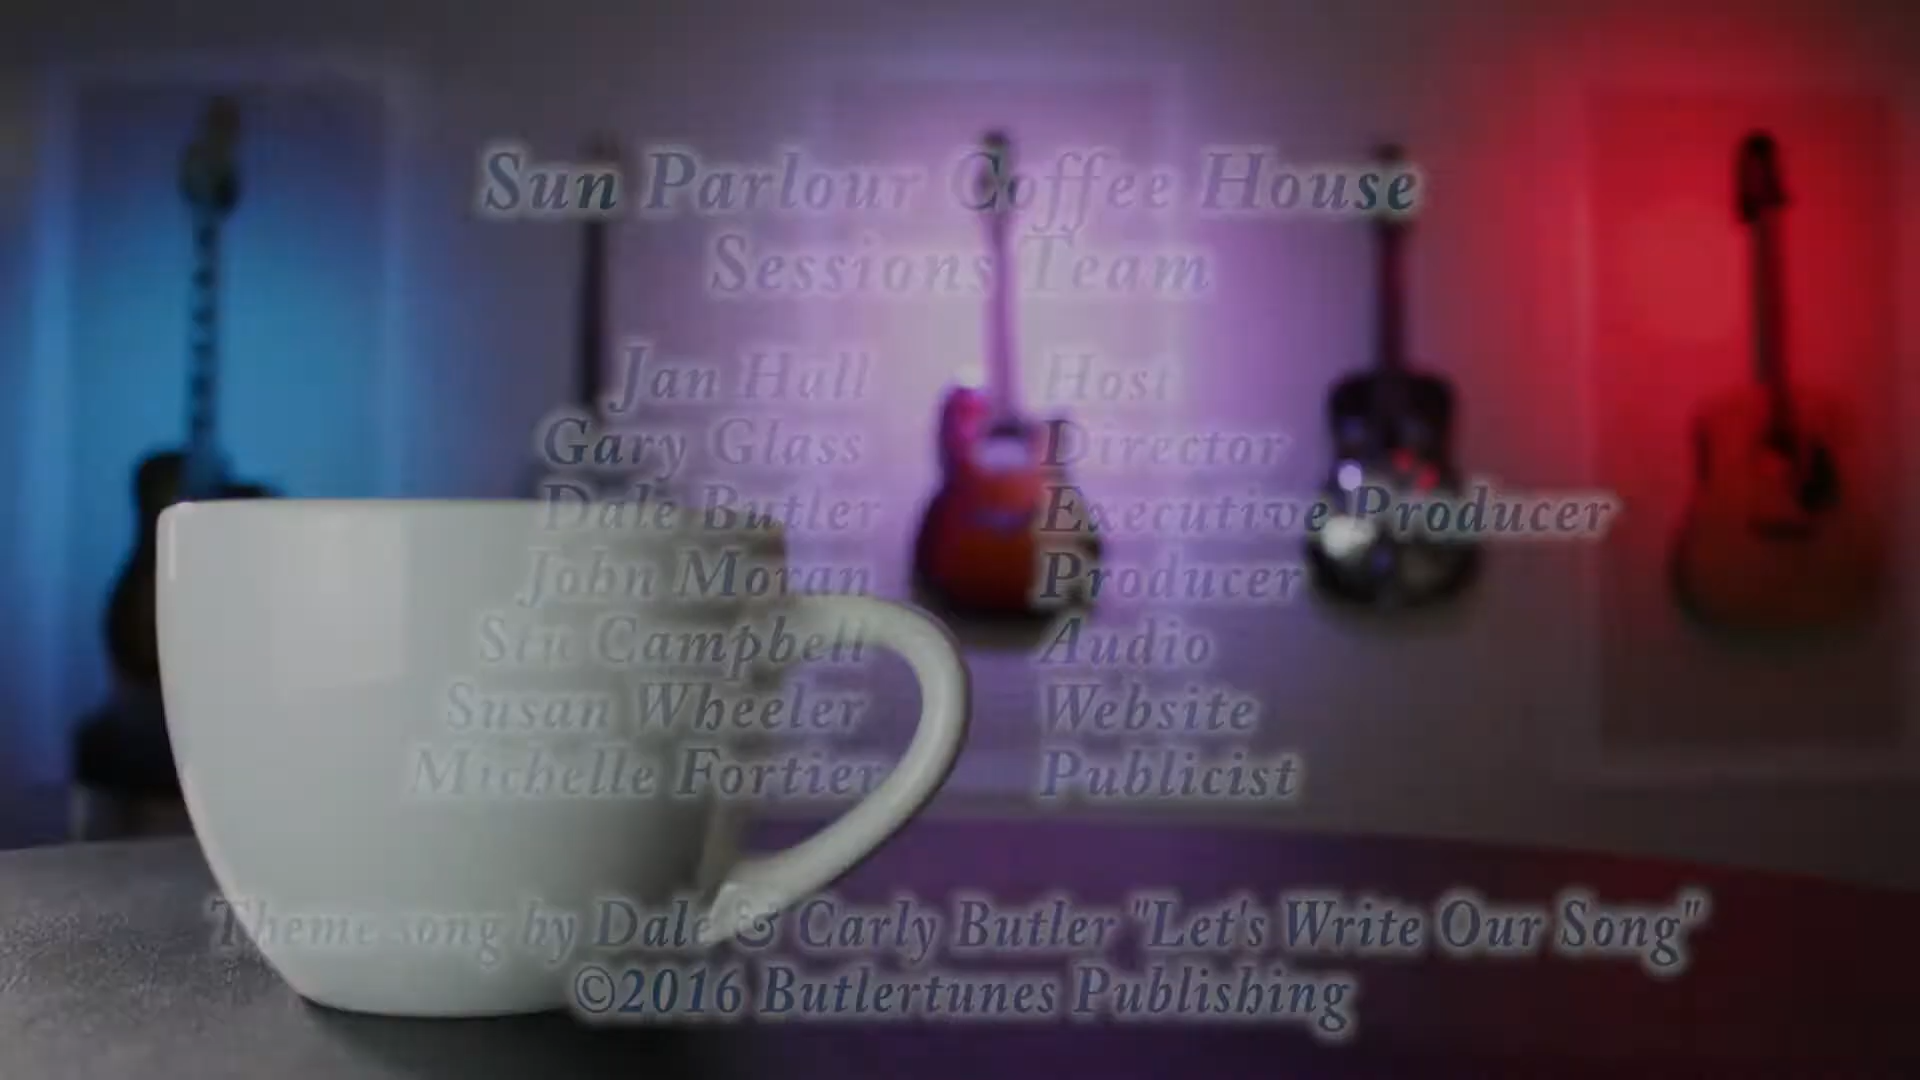 Sun Parlour Coffee House
Sessions Team
Jan Hall Host
Gary Glass Director
Dale Butler Executive Producer
John Moran Producer
Campbell Audio
Susan Wheeler Website
Michelle Fortier Publicist
Theme song by Dale & Carly Butler "Let's Write Our Song"
©2016 Butlertunes Publishing